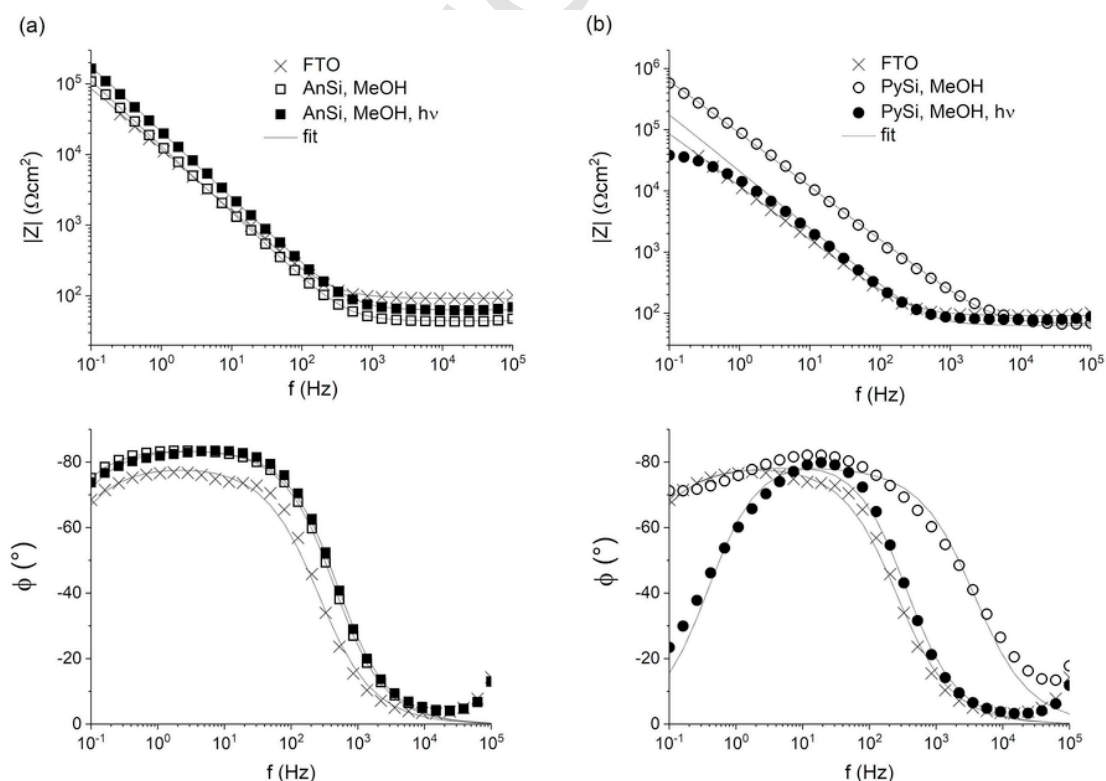 (a)
(b)
FTO
AnSi, MeOH
AnSi, MeOH, hν
fit
|Z| (Ωcm²)
10⁵
10⁴
10³
10²
10⁻¹ 10⁰ 10¹ 10² 10³ 10⁴ 10⁵
f (Hz)
FTO
PySi, MeOH
PySi, MeOH, hν
fit
|Z| (Ωcm²)
10⁶
10⁵
10⁴
10³
10²
10⁻¹ 10⁰ 10¹ 10² 10³ 10⁴ 10⁵
f (Hz)
ϕ (°)
-80
-60
-40
-20
0
10⁻¹ 10⁰ 10¹ 10² 10³ 10⁴ 10⁵
f (Hz)
ϕ (°)
-80
-60
-40
-20
0
10⁻¹ 10⁰ 10¹ 10² 10³ 10⁴ 10⁵
f (Hz)